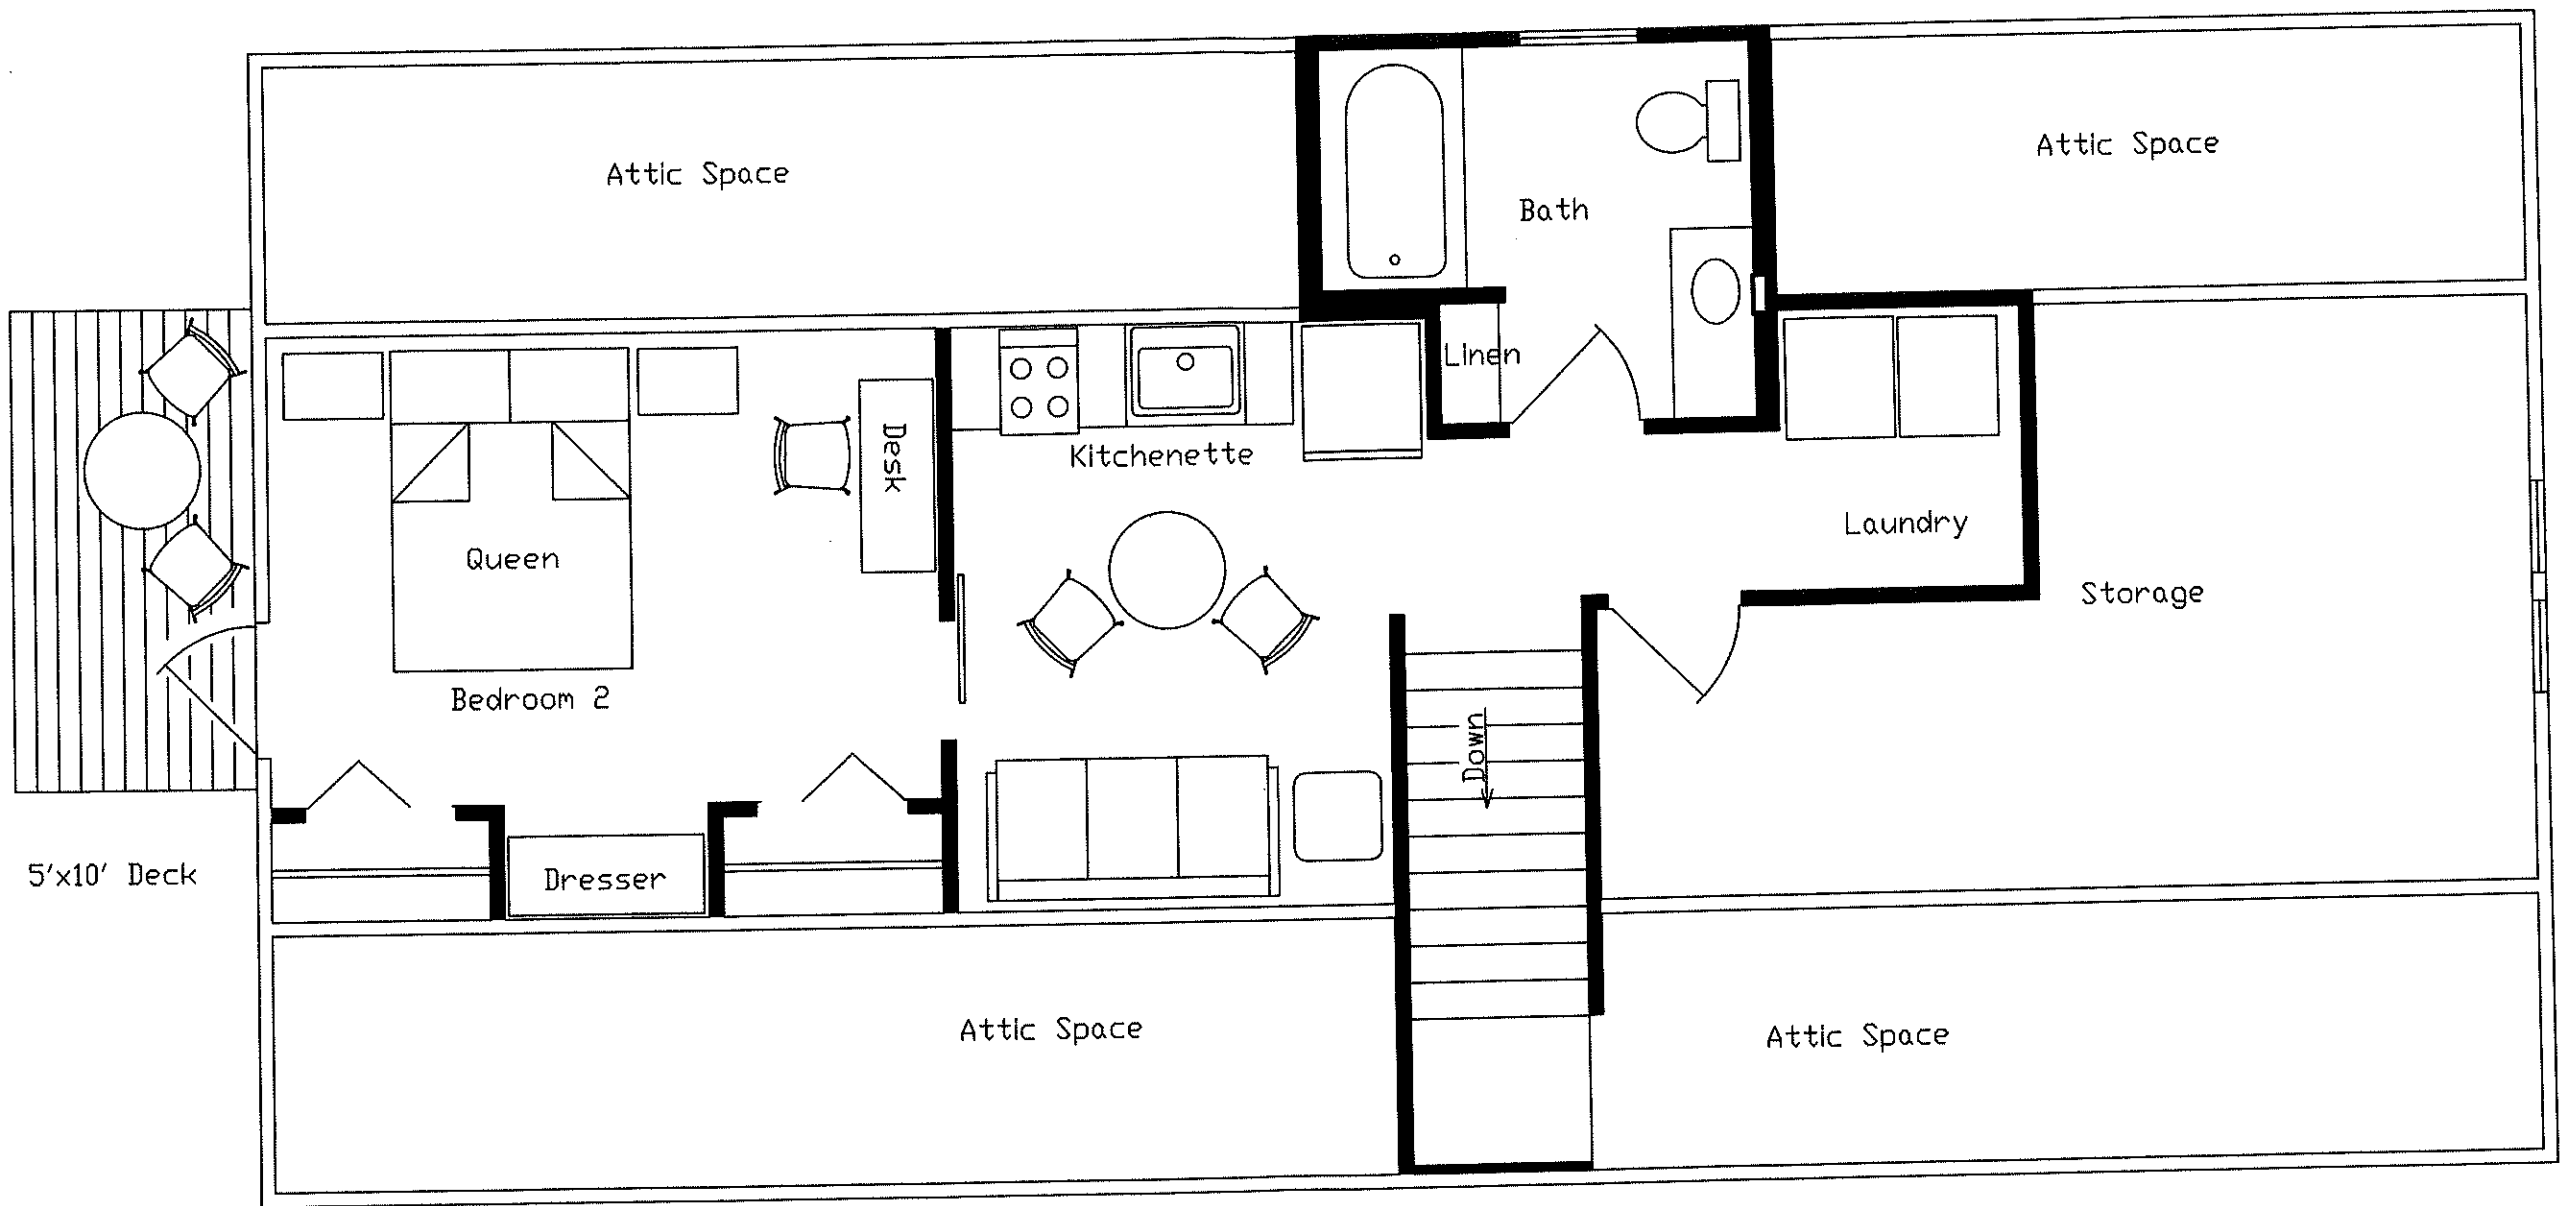 Attic Space
Attic Space
Bath
Linen
Desk
Kitchenette
Laundry
Queen
Storage
Bedroom 2
Down
5'x10' Deck
Dresser
Attic Space
Attic Space